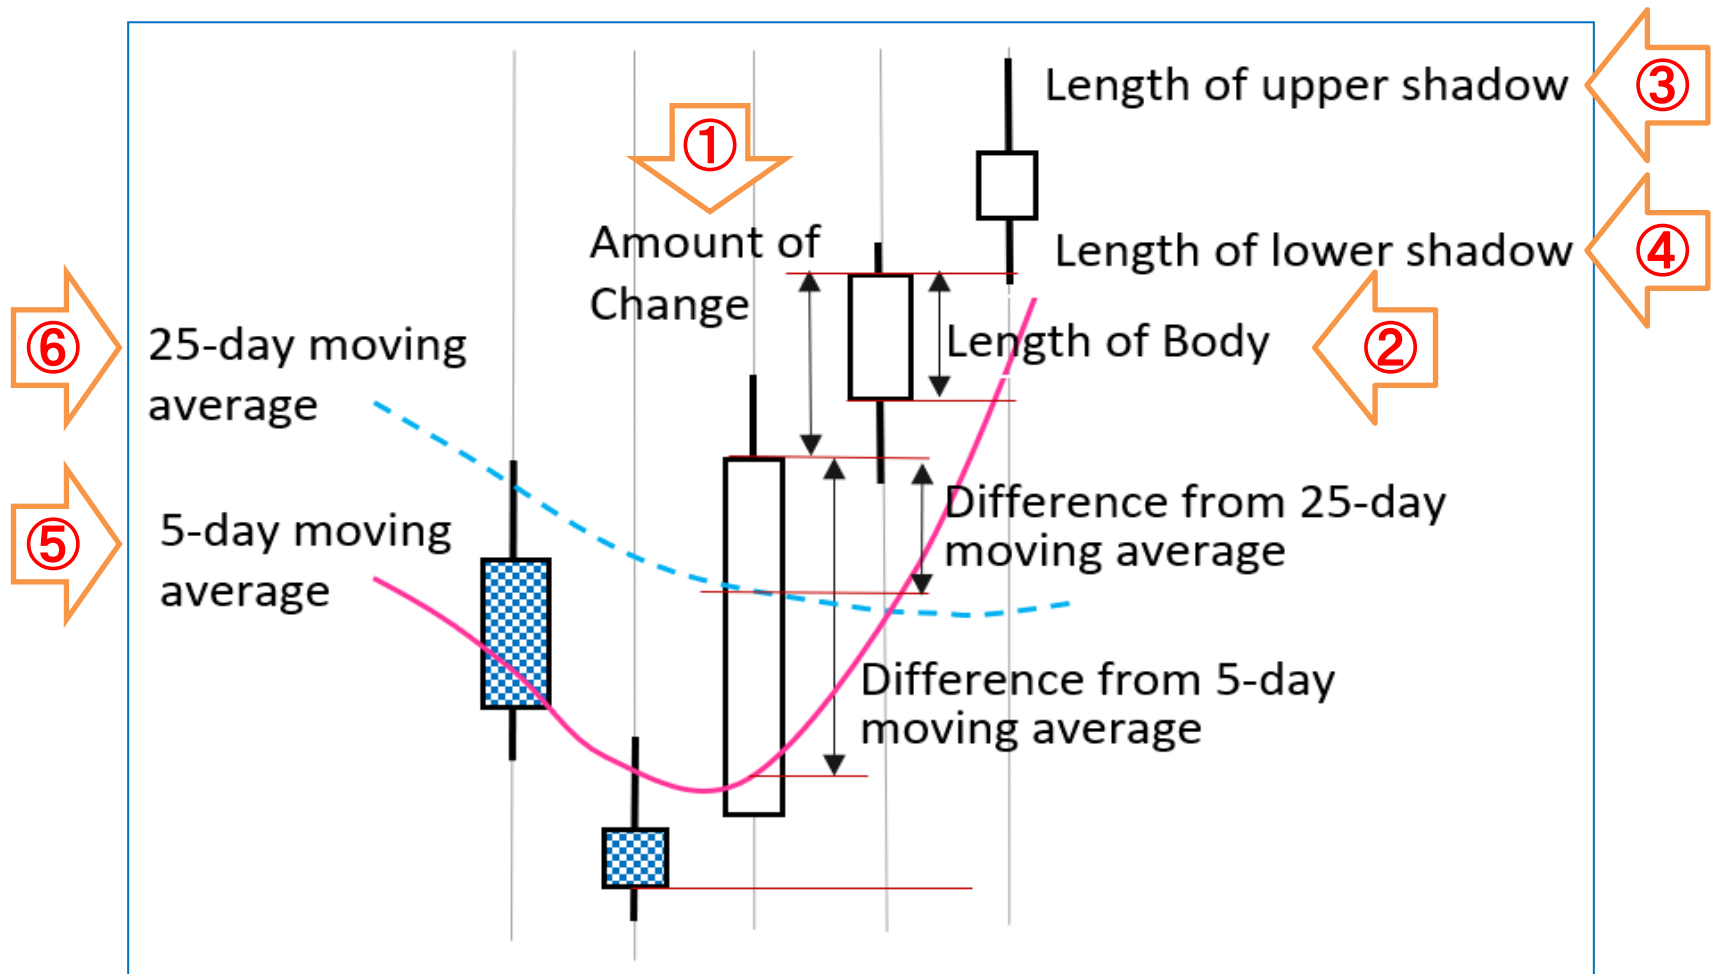 ③
Length of upper shadow
①
Amount of
Change
Length of lower shadow
④
⑥
25-day moving
average
Length of Body
②
⑤
5-day moving
average
Difference from 25-day
moving average
Difference from 5-day
moving average